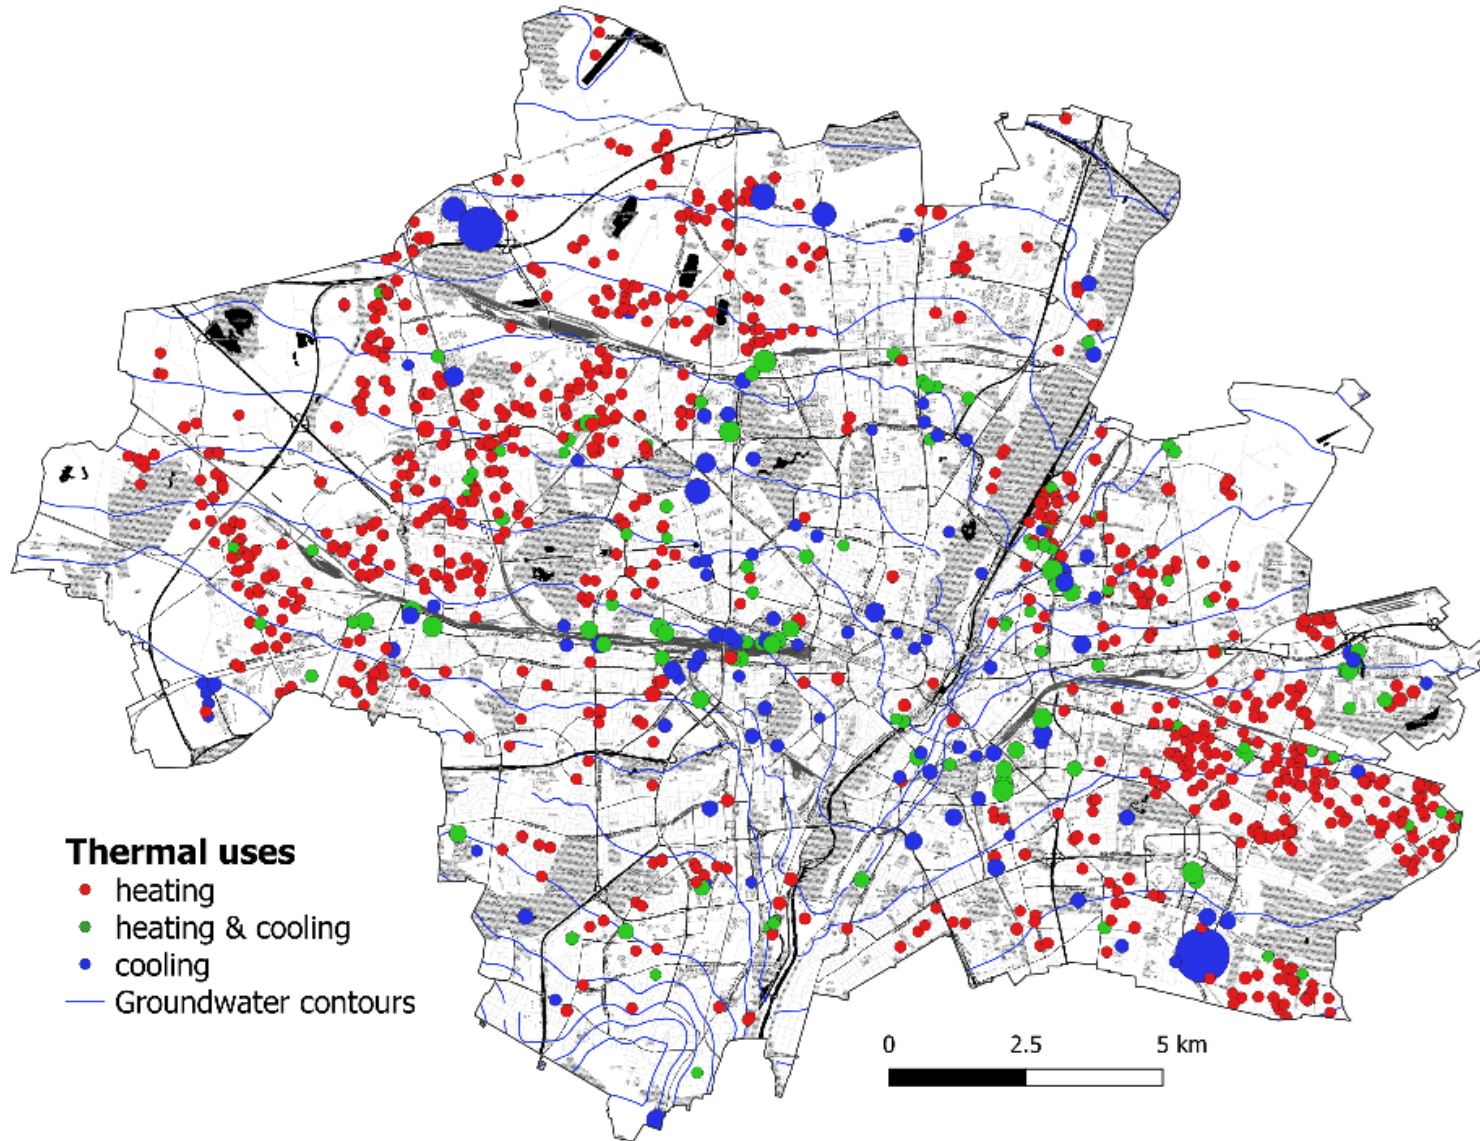 Thermal uses
heating
heating & cooling
cooling
Groundwater contours
0 2.5 5 km